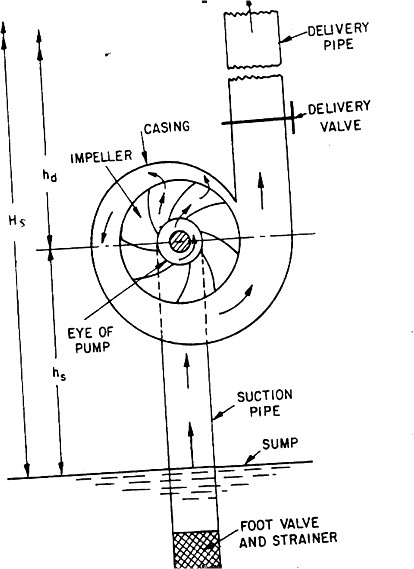 DELIVERY
PIPE
DELIVERY
VALVE
CASING
IMPELLER
hd
Hs
EYE OF
PUMP
hs
SUCTION
PIPE
SUMP
FOOT VALVE
AND STRAINER